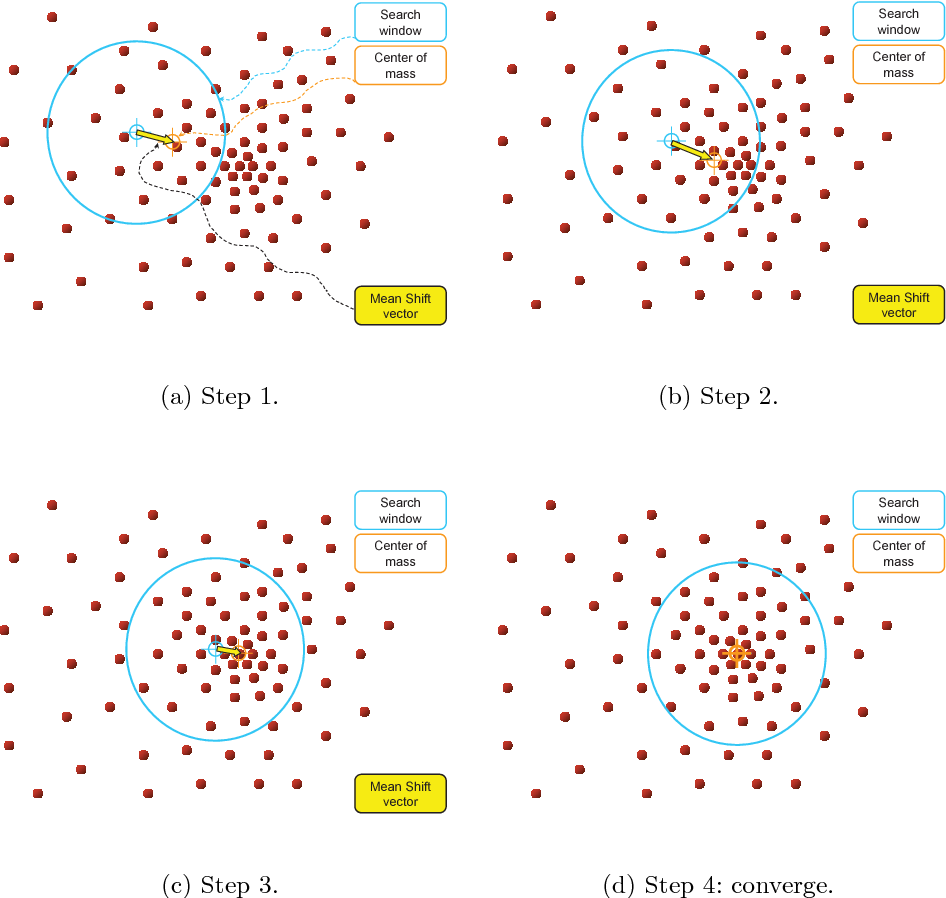 Search
window
Center of
mass
Mean Shift
vector
(a) Step 1.
Search
window
Center of
mass
Mean Shift
vector
(b) Step 2.
Search
window
Center of
mass
Mean Shift
vector
(c) Step 3.
Search
window
Center of
mass
(d) Step 4: converge.